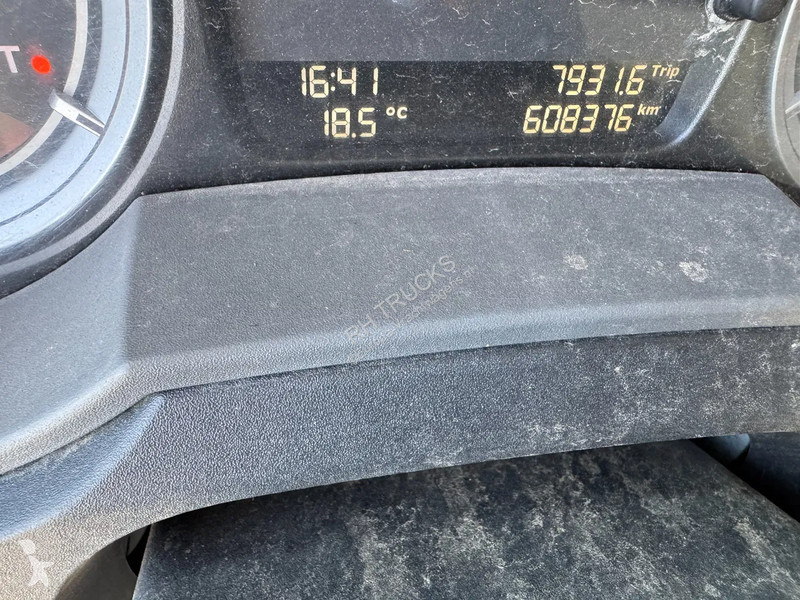 T
16:41 7931.6 Trip
18.5 °C 608376 km
PH TRUCKS